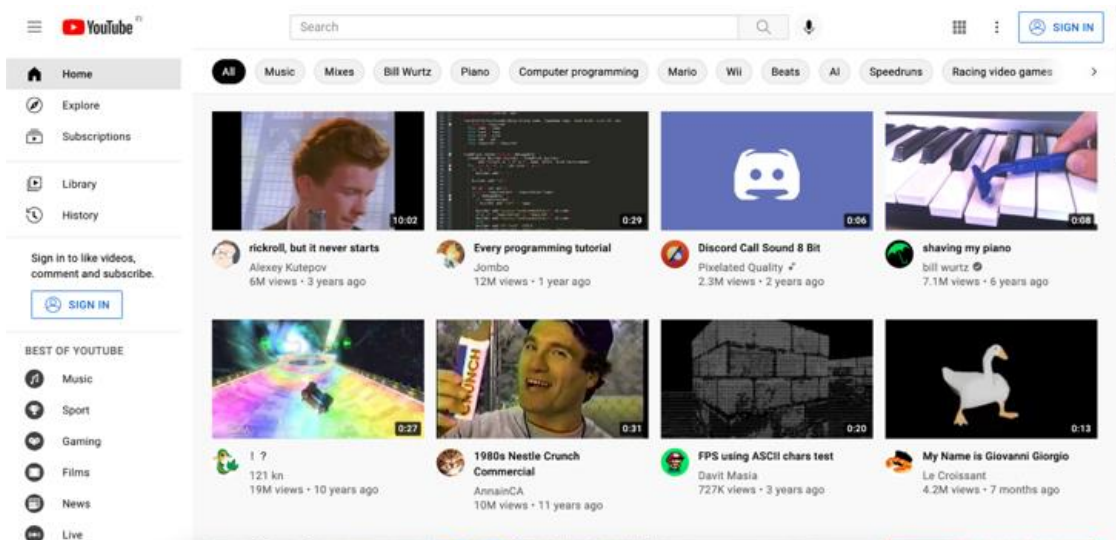 YouTube
Search
SIGN IN
Home
Explore
Subscriptions
Library
History
Sign in to like videos,
comment and subscribe.
SIGN IN
BEST OF YOUTUBE
Music
Sport
Gaming
Films
News
Live
All Music Mixes Bill Wurtz Piano Computer programming Mario Wii Beats AI Speedruns Racing video games
10:02
rickroll, but it never starts
Alexey Kutepov
6M views • 3 years ago
0:29
Every programming tutorial
Jombo
12M views • 1 year ago
0:06
Discord Call Sound 8 Bit
Pixelated Quality
2.3M views • 2 years ago
0:08
shaving my piano
bill wurtz
7.1M views • 6 years ago
0:27
! ?
121 kn
19M views • 10 years ago
CRUNCH
0:31
1980s Nestle Crunch
Commercial
AnnainCA
10M views • 11 years ago
0:20
FPS using ASCII chars test
Davit Masia
727K views • 3 years ago
0:13
My Name is Giovanni Giorgio
Le Croissant
4.2M views • 7 months ago